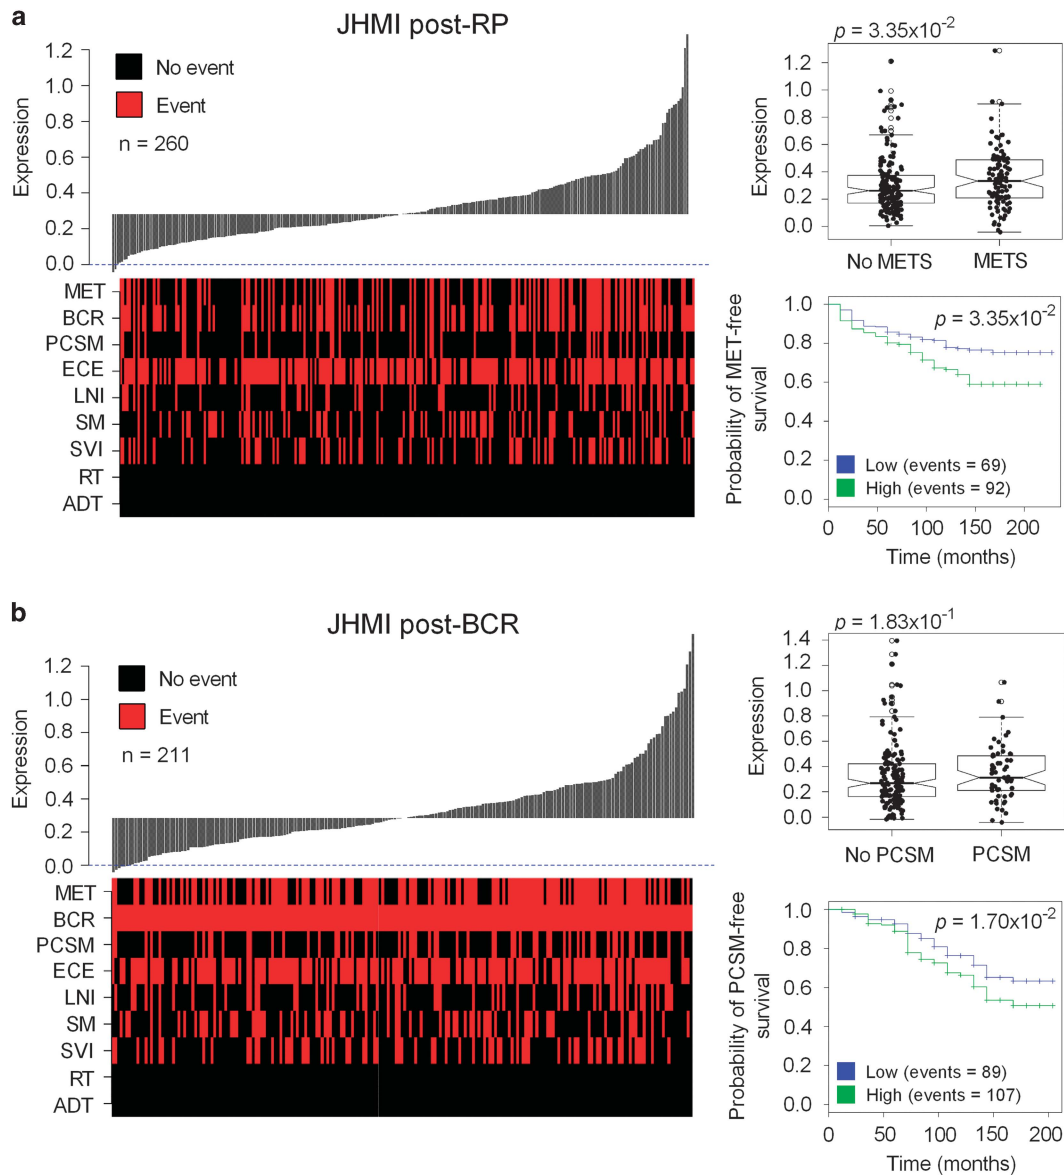 a
JHMI post-RP
Expression
1.2
1.0
0.8
0.6
0.4
0.2
0.0
No event
Event
n = 260
MET
BCR
PCSM
ECE
LNI
SM
SVI
RT
ADT
p = 3.35x10-2
Expression
1.2
1.0
0.8
0.6
0.4
0.2
0.0
No METS METS
Probability of MET-free
survival
1.0
0.8
0.6
0.4
0.2
0.0
p = 3.35x10-2
Low (events = 69)
High (events = 92)
0 50 100 150 200
Time (months)
b
JHMI post-BCR
Expression
1.2
1.0
0.8
0.6
0.4
0.2
0.0
No event
Event
n = 211
MET
BCR
PCSM
ECE
LNI
SM
SVI
RT
ADT
p = 1.83x10-1
Expression
1.4
1.2
1.0
0.8
0.6
0.4
0.2
0.0
No PCSM PCSM
Probability of PCSM-free
survival
1.0
0.8
0.6
0.4
0.2
0.0
p = 1.70x10-2
Low (events = 89)
High (events = 107)
0 50 100 150 200
Time (months)